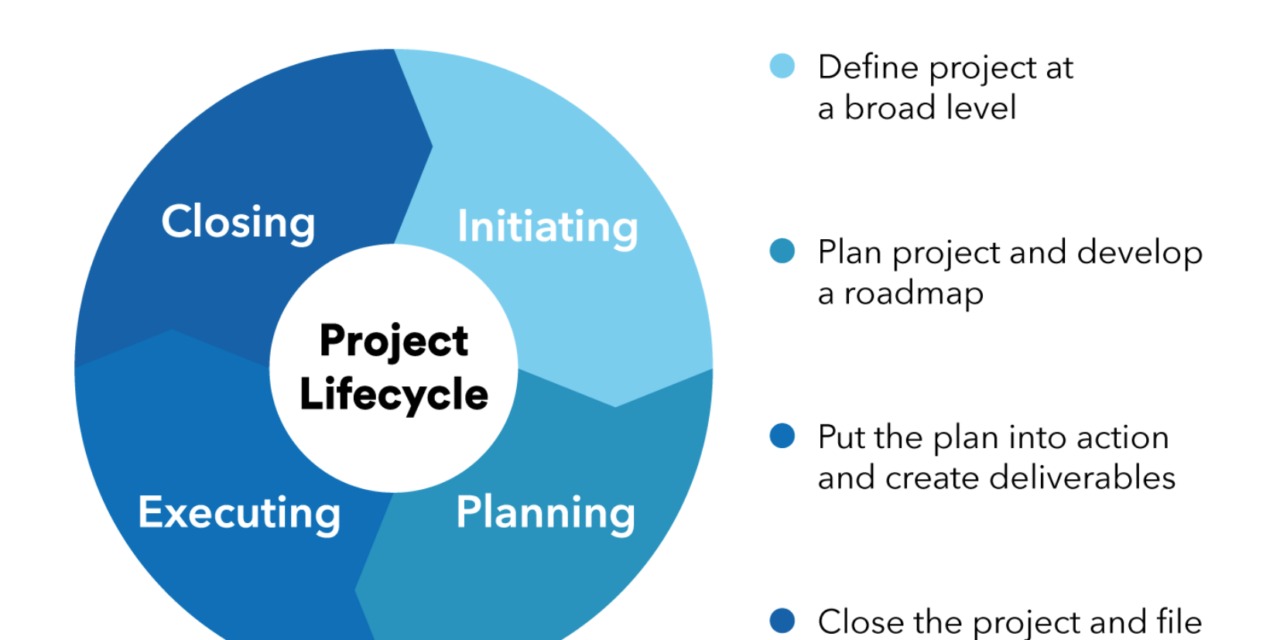 Closing
Initiating
Project
Lifecycle
Executing
Planning
Define project at
a broad level
Plan project and develop
a roadmap
Put the plan into action
and create deliverables
Close the project and file